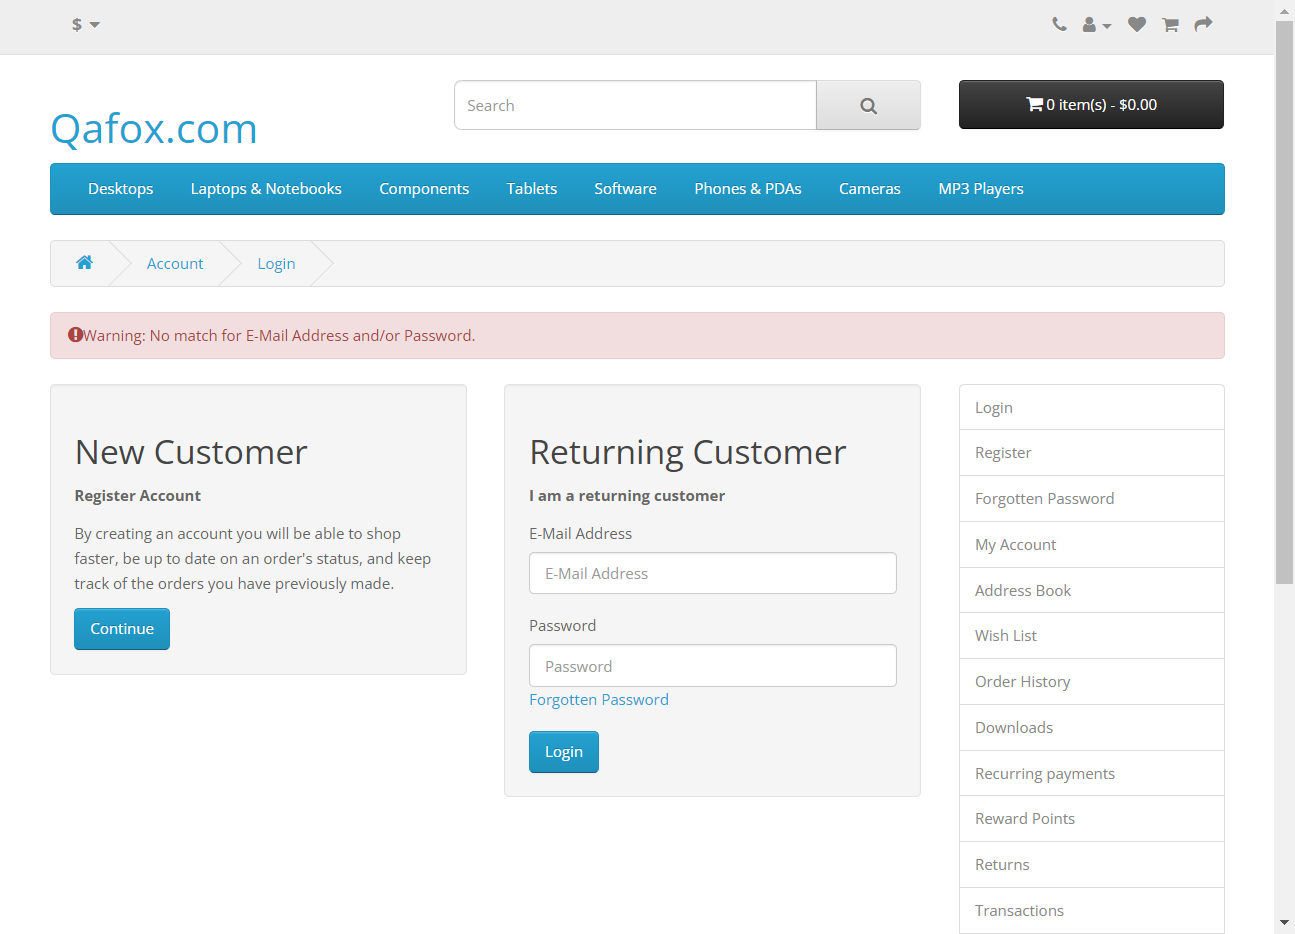 $
Qafox.com
Search
0 item(s) - $0.00
Desktops Laptops & Notebooks Components Tablets Software Phones & PDAs Cameras MP3 Players
Account Login
Warning: No match for E-Mail Address and/or Password.
New Customer
Register Account
By creating an account you will be able to shop
faster, be up to date on an order's status, and keep
track of the orders you have previously made.
Continue
Returning Customer
I am a returning customer
E-Mail Address
E-Mail Address
Password
Password
Forgotten Password
Login
Login
Register
Forgotten Password
My Account
Address Book
Wish List
Order History
Downloads
Recurring payments
Reward Points
Returns
Transactions